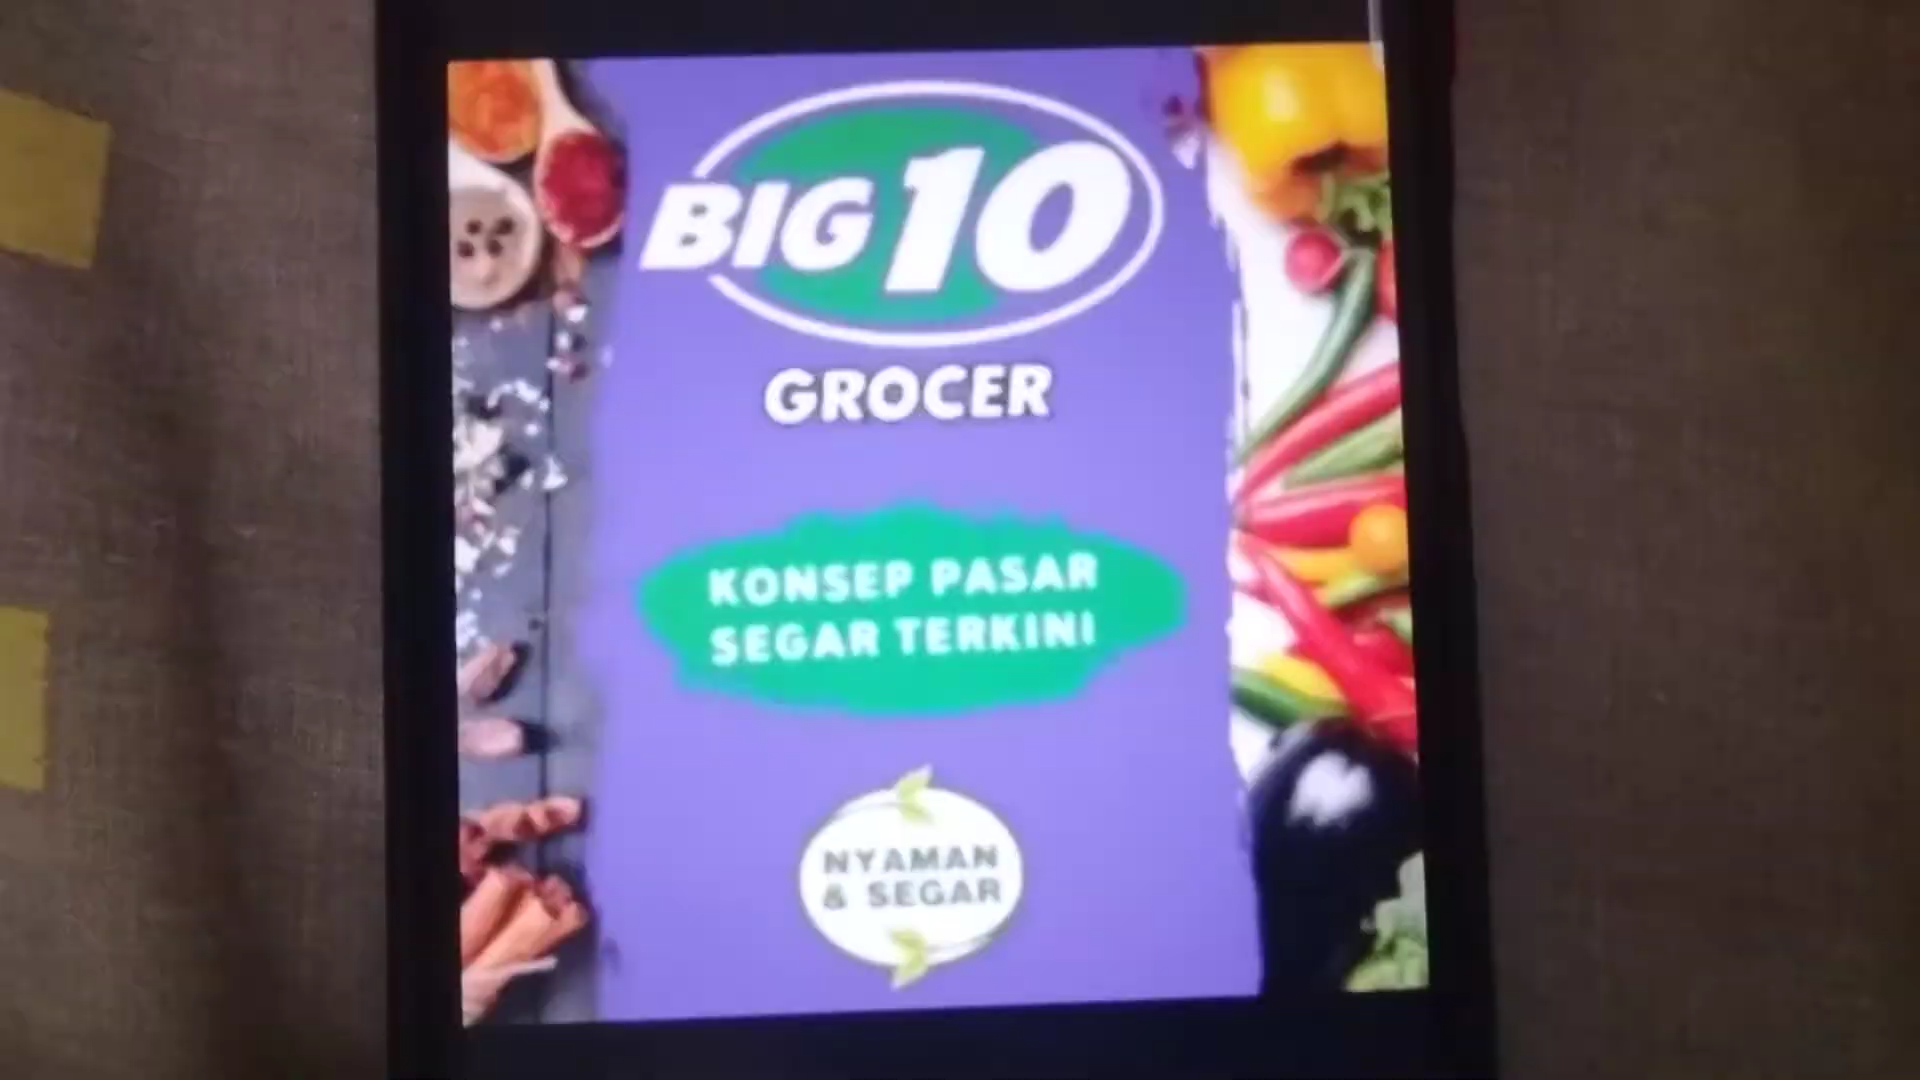 BIG 10
GROCER
KONSEP PASAR
SEGAR TERKINI
NYAMAN
& SEGAR